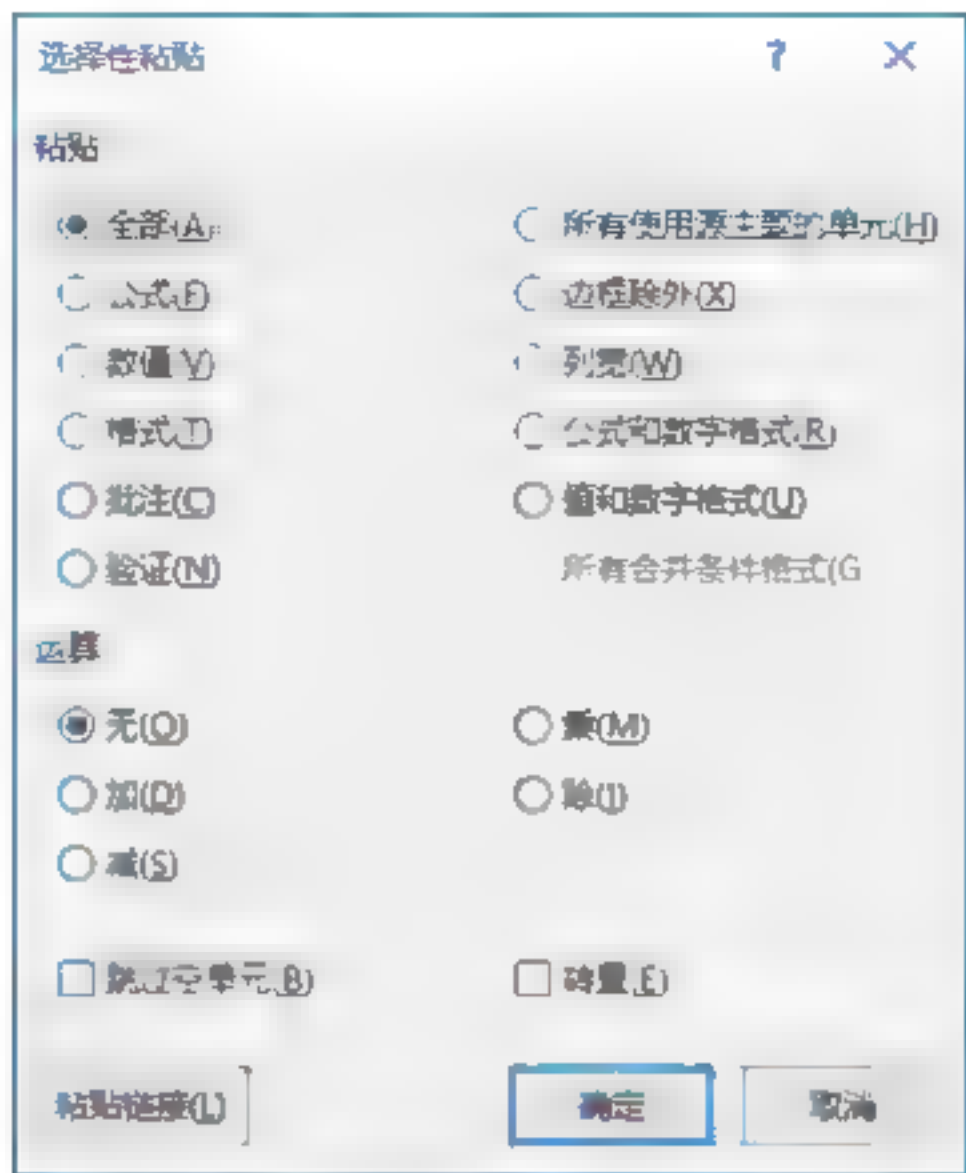 选择性粘贴
粘贴
全部(A)
所有使用源主题的单元(H)
公式(F)
边框除外(X)
数值(V)
列宽(W)
格式(T)
公式和数字格式(R)
批注(C)
值和数字格式(U)
验证(N)
所有合并条件格式(G
运算
无(O)
乘(M)
加(D)
除(I)
减(S)
跳过空单元(B)
转置(E)
粘贴链接(L)
确定
取消